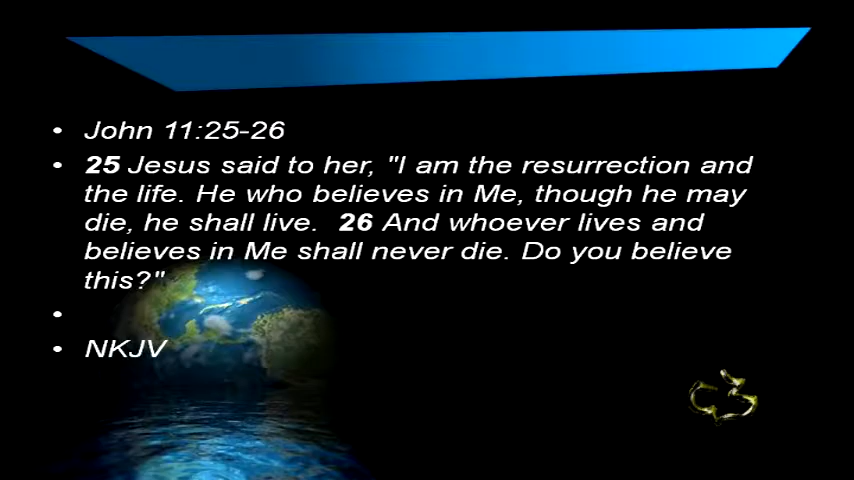 • John 11:25-26
• 25 Jesus said to her, "I am the resurrection and
the life. He who believes in Me, though he may
die, he shall live.  26 And whoever lives and
believes in Me shall never die. Do you believe
this?"
•
• NKJV
C3